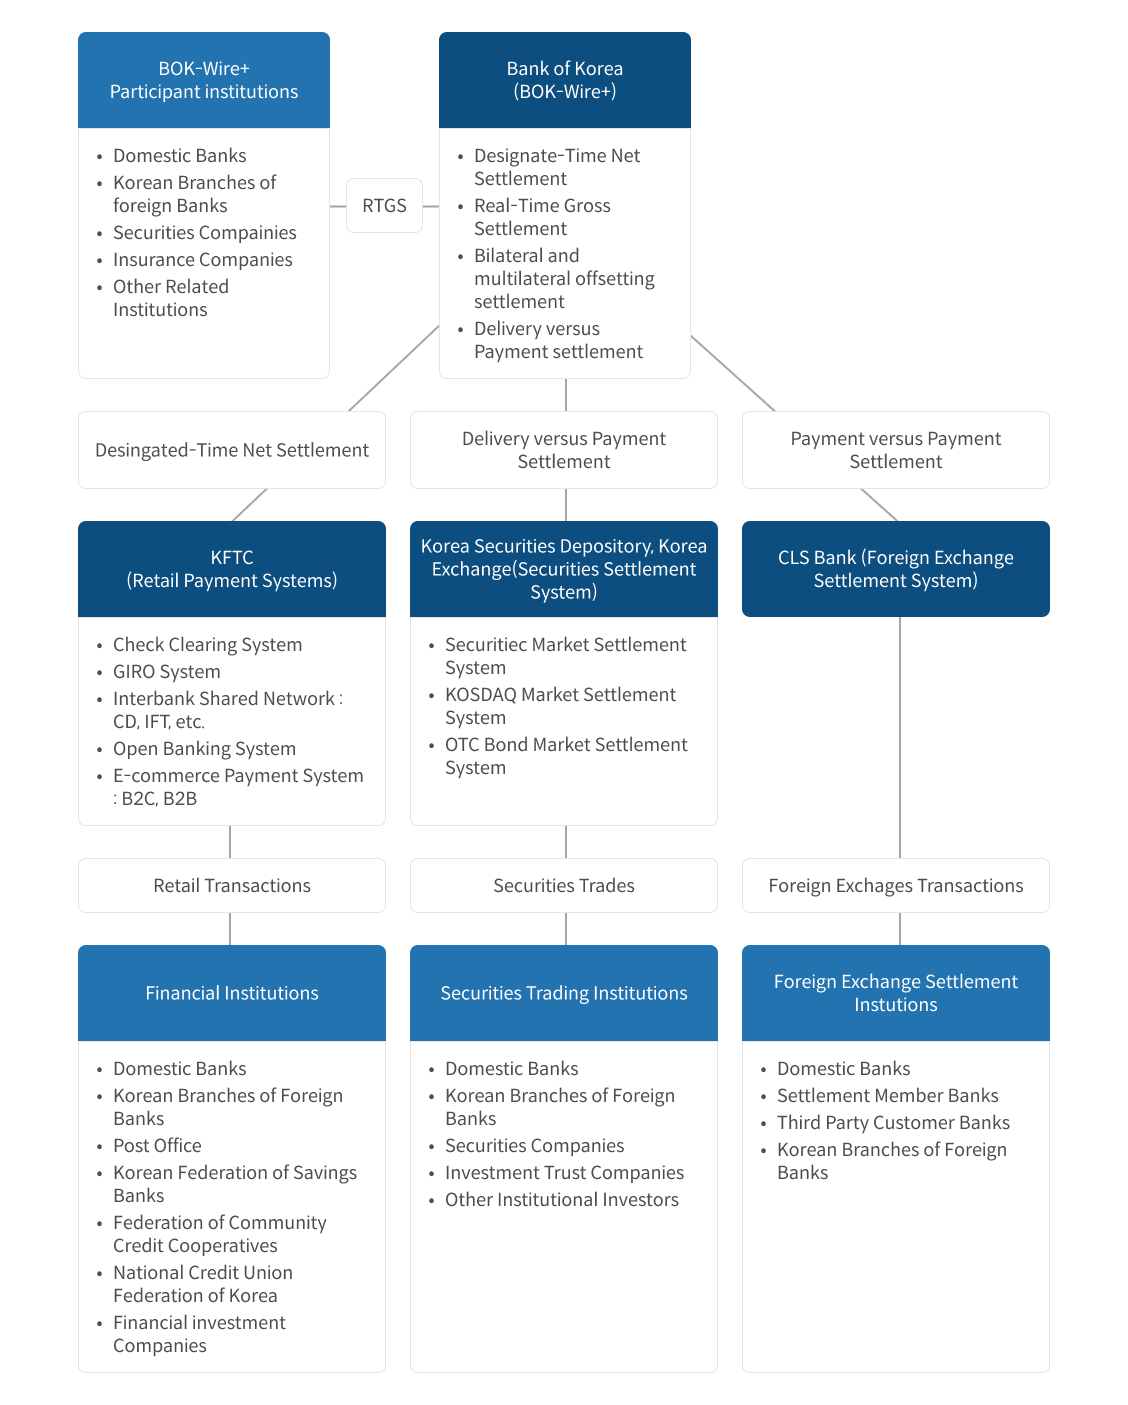 BOK-Wire+
Participant institutions
• Domestic Banks
• Korean Branches of
foreign Banks
• Securities Compainies
• Insurance Companies
• Other Related
Institutions
RTGS
Bank of Korea
(BOK-Wire+)
• Designate-Time Net
Settlement
• Real-Time Gross
Settlement
• Bilateral and
multilateral offsetting
settlement
• Delivery versus
Payment settlement
Desingated-Time Net Settlement
Delivery versus Payment
Settlement
Payment versus Payment
Settlement
KFTC
(Retail Payment Systems)
• Check Clearing System
• GIRO System
• Interbank Shared Network :
CD, IFT, etc.
• Open Banking System
• E-commerce Payment System
: B2C, B2B
Korea Securities Depository, Korea
Exchange(Securities Settlement
System)
• Securitiec Market Settlement
System
• KOSDAQ Market Settlement
System
• OTC Bond Market Settlement
System
CLS Bank (Foreign Exchange
Settlement System)
Retail Transactions
Securities Trades
Foreign Exchages Transactions
Financial Institutions
• Domestic Banks
• Korean Branches of Foreign
Banks
• Post Office
• Korean Federation of Savings
Banks
• Federation of Community
Credit Cooperatives
• National Credit Union
Federation of Korea
• Financial investment
Companies
Securities Trading Institutions
• Domestic Banks
• Korean Branches of Foreign
Banks
• Securities Companies
• Investment Trust Companies
• Other Institutional Investors
Foreign Exchange Settlement
Instutions
• Domestic Banks
• Settlement Member Banks
• Third Party Customer Banks
• Korean Branches of Foreign
Banks